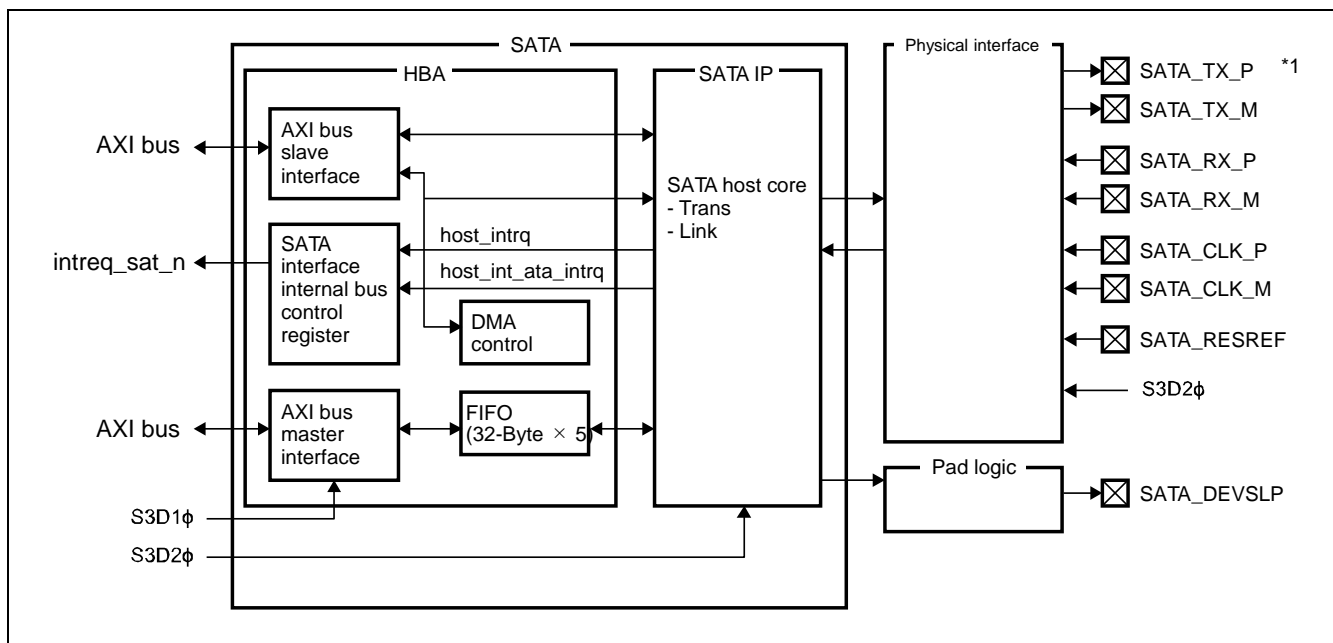 SATA
Physical interface
HBA
SATA IP
SATA_TX_P *1
SATA_TX_M
AXI bus
AXI bus
slave
interface
SATA_RX_P
SATA_RX_M
SATA host core
- Trans
- Link
host_intrq
SATA
interface
internal bus
control
register
intreq_sat_n
host_int_ata_intrq
SATA_CLK_P
SATA_CLK_M
DMA
control
SATA_RESREF
S3D2ϕ
AXI bus
AXI bus
master
interface
FIFO
(32-Byte × 5)
Pad logic
SATA_DEVSLP
S3D1ϕ
S3D2ϕ